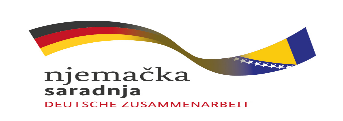 njemačka
saradnja
DEUTSCHE ZUSAMMENARBEIT